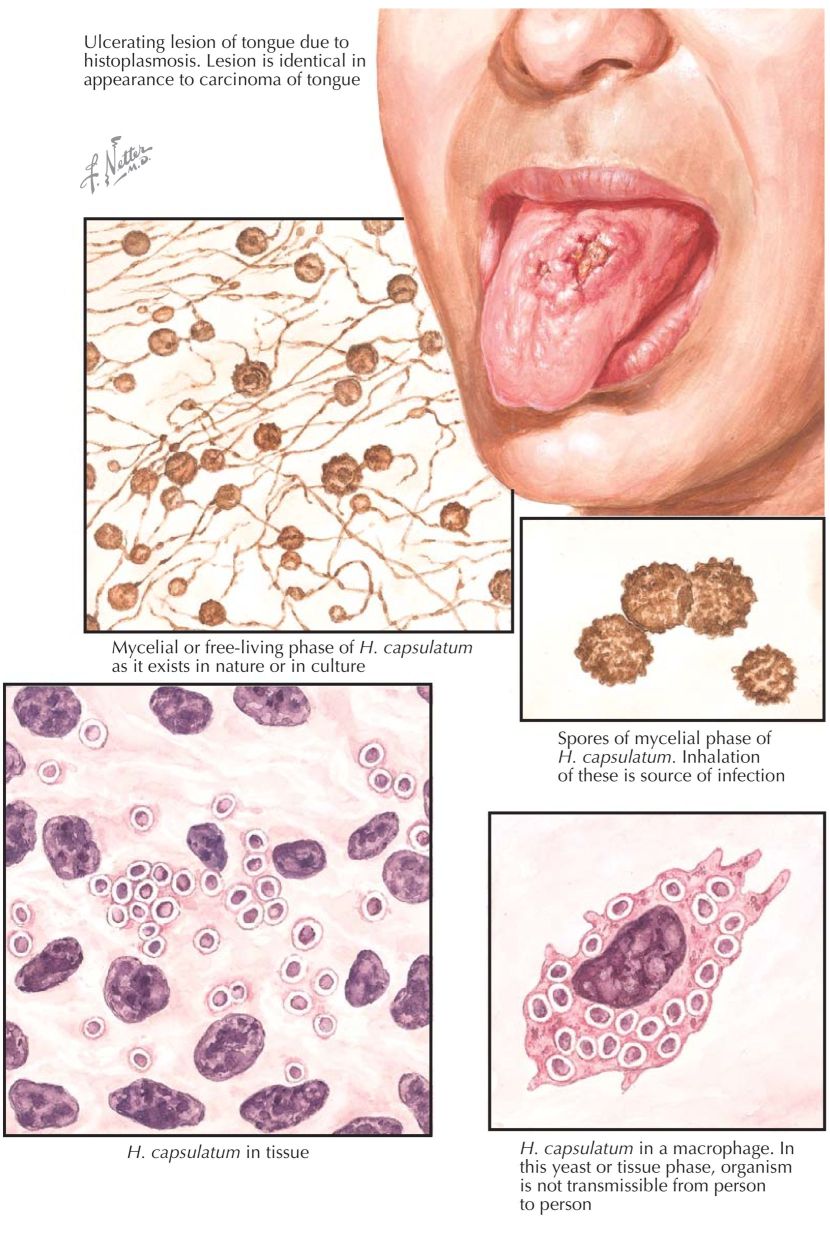 Ulcerating lesion of tongue due to
histoplasmosis. Lesion is identical in
appearance to carcinoma of tongue
F. Netter
M.D.
Mycelial or free-living phase of H. capsulatum
as it exists in nature or in culture
Spores of mycelial phase of
H. capsulatum. Inhalation
of these is source of infection
H. capsulatum in tissue
H. capsulatum in a macrophage. In
this yeast or tissue phase, organism
is not transmissible from person
to person